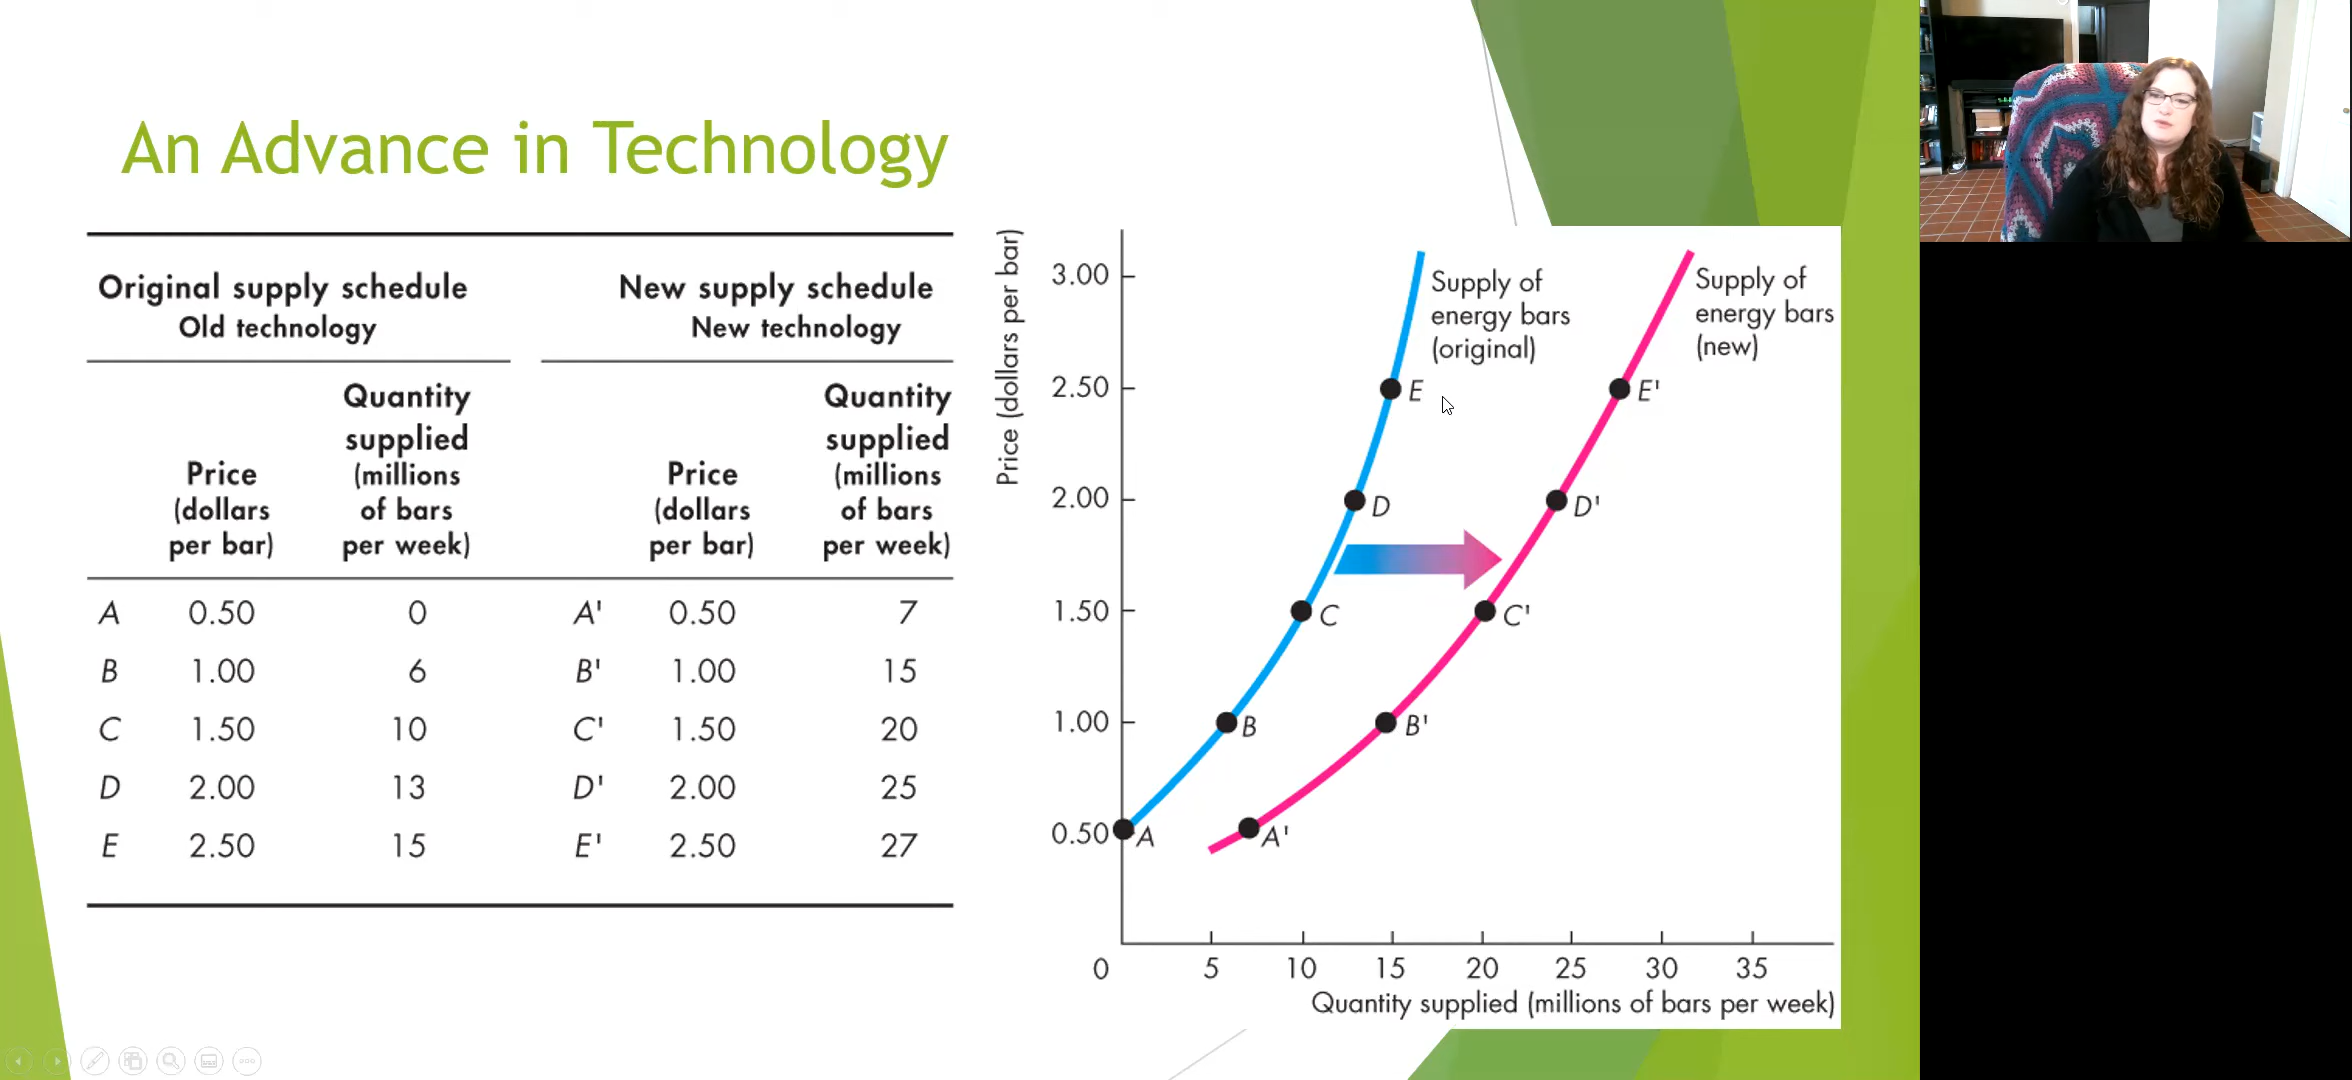 An Advance in Technology
Original supply schedule
Old technology
New supply schedule
New technology
Price
(dollars
per bar)
Quantity
supplied
(millions
of bars
per week)
Price
(dollars
per bar)
Quantity
supplied
(millions
of bars
per week)
A 0.50 0 A' 0.50 7
B 1.00 6 B' 1.00 15
C 1.50 10 C' 1.50 20
D 2.00 13 D' 2.00 25
E 2.50 15 E' 2.50 27
Price (dollars per bar)
3.00
2.50
2.00
1.50
1.00
0.50
Supply of
energy bars
(original)
Supply of
energy bars
(new)
E
E'
D
D'
C
C'
B
B'
A
A'
0 5 10 15 20 25 30 35
Quantity supplied (millions of bars per week)